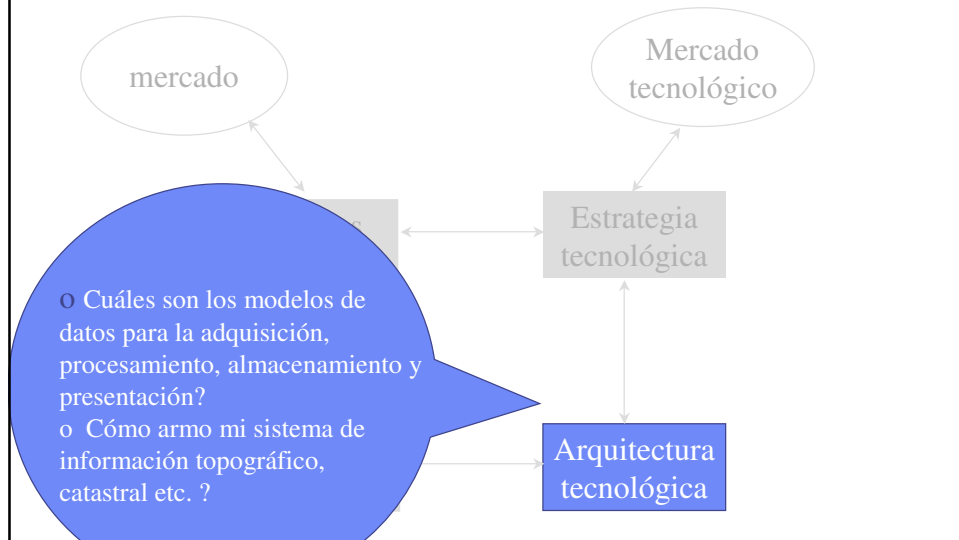 mercado
Mercado
tecnológico
Estrategia
tecnológica
o Cuáles son los modelos de
datos para la adquisición,
procesamiento, almacenamiento y
presentación?
o Cómo armo mi sistema de
información topográfico,
catastral etc. ?
Arquitectura
tecnológica